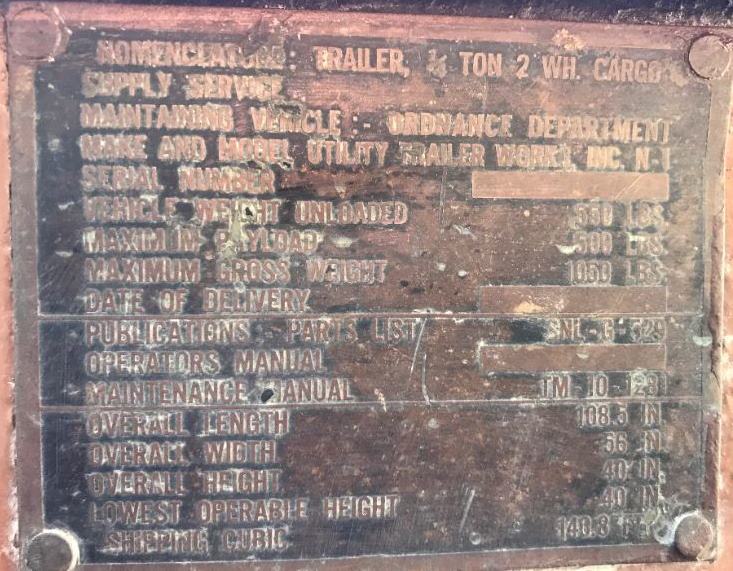 NOMENCLATURE: TRAILER, ¼ TON 2 WH. CARGO
SUPPLY SERVICE
MAINTAINING VEHICLE:- ORDNANCE DEPARTMENT
MAKE AND MODEL UTILITY TRAILER WORKS, INC. N-1
SERIAL NUMBER
VEHICLE WEIGHT UNLOADED 550 LBS
MAXIMUM PAYLOAD 500 LBS
MAXIMUM GROSS WEIGHT 1050 LBS
DATE OF DELIVERY
PUBLICATIONS - PARTS LIST SNL-G-529
OPERATORS MANUAL
MAINTENANCE MANUAL TM-10-1281
OVERALL LENGTH 108.5 IN
OVERALL WIDTH 56 IN
OVERALL HEIGHT 40 IN.
LOWEST OPERABLE HEIGHT 40 IN.
SHIPPING CUBIC 140.6